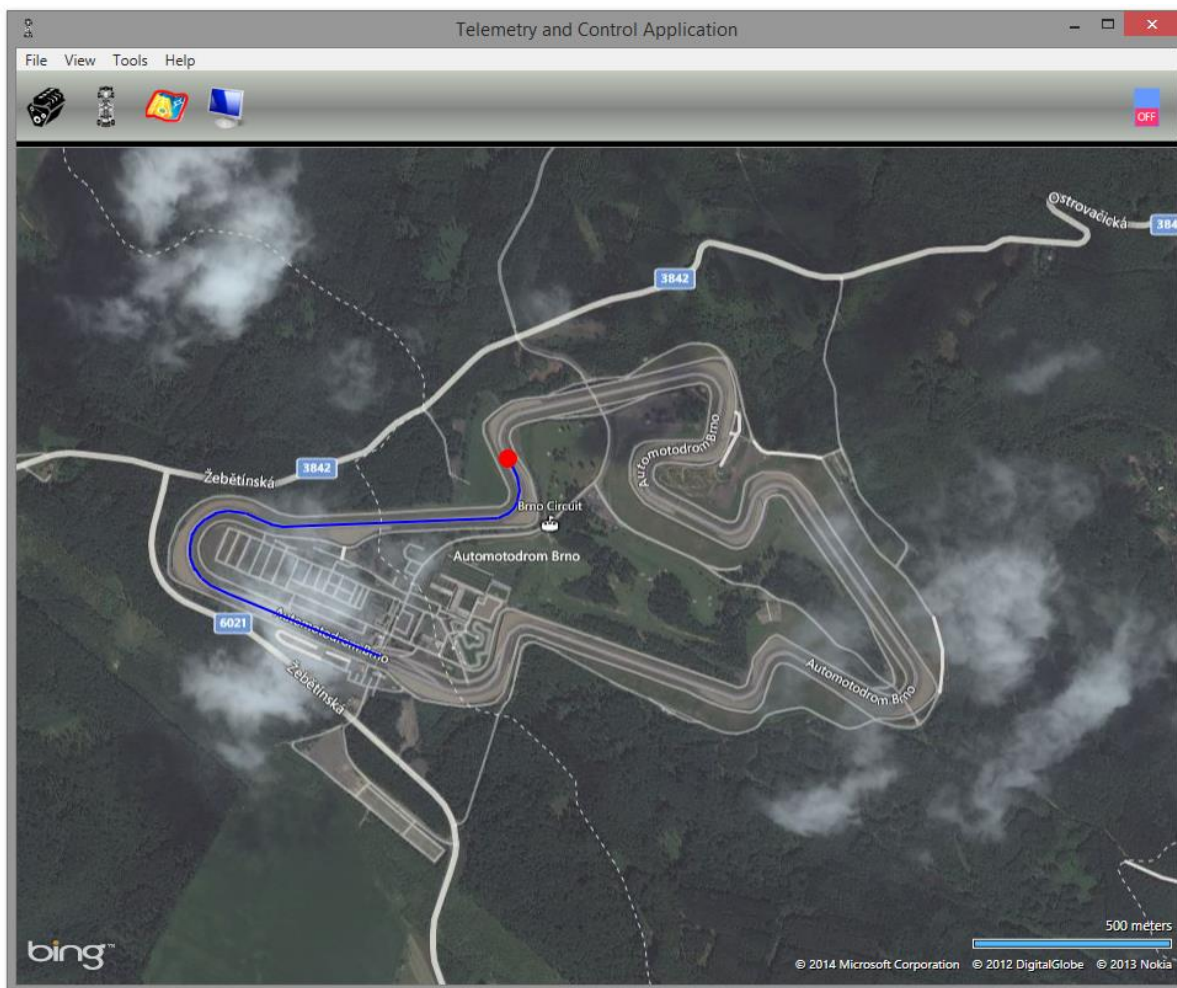 Telemetry and Control Application
File View Tools Help
OFF
Ostrovačická
384
3842
Automotodrom Brno
Žebětínská
3842
Brno Circuit
Automotodrom Brno
6021
Automotodrom Brno
Žebětínská
Automotodrom Brno
500 meters
bing™
© 2014 Microsoft Corporation © 2012 DigitalGlobe © 2013 Nokia